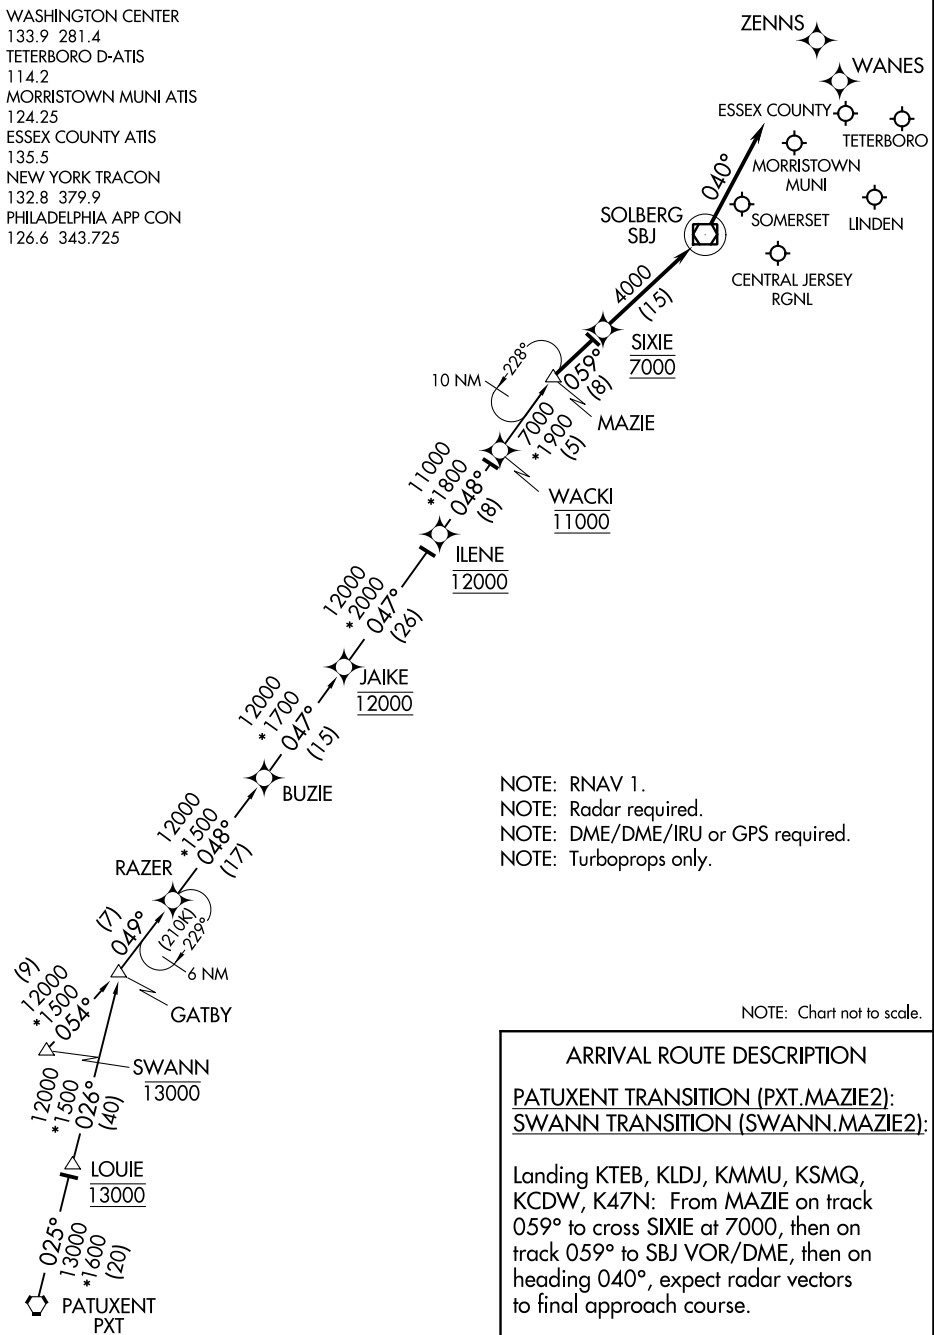 WASHINGTON CENTER
133.9 281.4
TETERBORO D-ATIS
114.2
MORRISTOWN MUNI ATIS
124.25
ESSEX COUNTY ATIS
135.5
NEW YORK TRACON
132.8 379.9
PHILADELPHIA APP CON
126.6 343.725
ZENNS
WANES
ESSEX COUNTY
TETERBORO
MORRISTOWN
MUNI
040°
SOLBERG
SBJ
SOMERSET
LINDEN
CENTRAL JERSEY
RGNL
4000
(15)
SIXIE
7000
228°
10 NM
059°
(8)
MAZIE
7000
*1900
(5)
WACKI
11000
11000
*1800
048°
(8)
ILENE
12000
12000
*2000
047°
(26)
JAIKE
12000
12000
*1700
047°
(15)
BUZIE
12000
*1500
048°
(17)
RAZER
(7)
049°
(210K)
229°
6 NM
GATBY
(9)
12000
*1500
054°
SWANN
13000
12000
*1500
026°
(40)
LOUIE
13000
025°
13000
*1600
(20)
PATUXENT
PXT
NOTE: RNAV 1.
NOTE: Radar required.
NOTE: DME/DME/IRU or GPS required.
NOTE: Turboprops only.
NOTE: Chart not to scale.
ARRIVAL ROUTE DESCRIPTION
PATUXENT TRANSITION (PXT.MAZIE2):
SWANN TRANSITION (SWANN.MAZIE2):
Landing KTEB, KLDJ, KMMU, KSMQ,
KCDW, K47N: From MAZIE on track
059° to cross SIXIE at 7000, then on
track 059° to SBJ VOR/DME, then on
heading 040°, expect radar vectors
to final approach course.